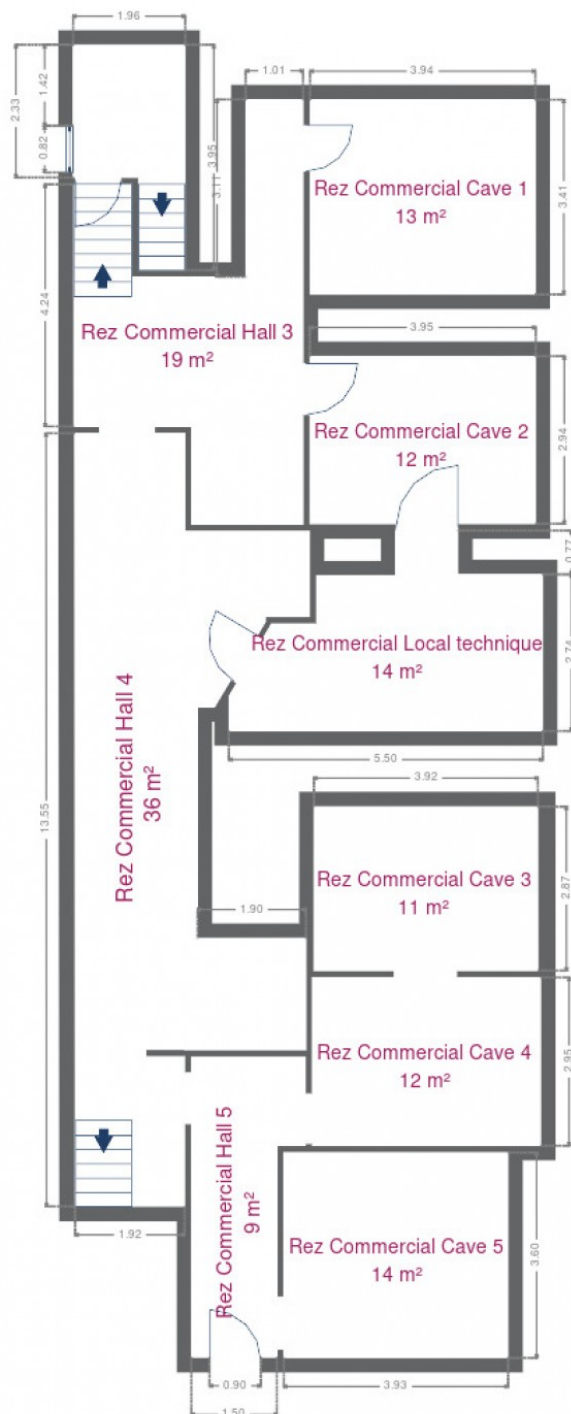 1.96
1.42
2.33
0.82
3.95
3.11
1.01
3.94
Rez Commercial Cave 1
13 m²
3.41
4.24
Rez Commercial Hall 3
19 m²
3.95
Rez Commercial Cave 2
12 m²
2.94
0.77
Rez Commercial Local technique
14 m²
2.74
5.50
13.55
Rez Commercial Hall 4
36 m²
3.92
Rez Commercial Cave 3
11 m²
2.87
1.90
Rez Commercial Cave 4
12 m²
2.95
Rez Commercial Hall 5
9 m²
1.92
Rez Commercial Cave 5
14 m²
3.60
0.90
1.50
3.93